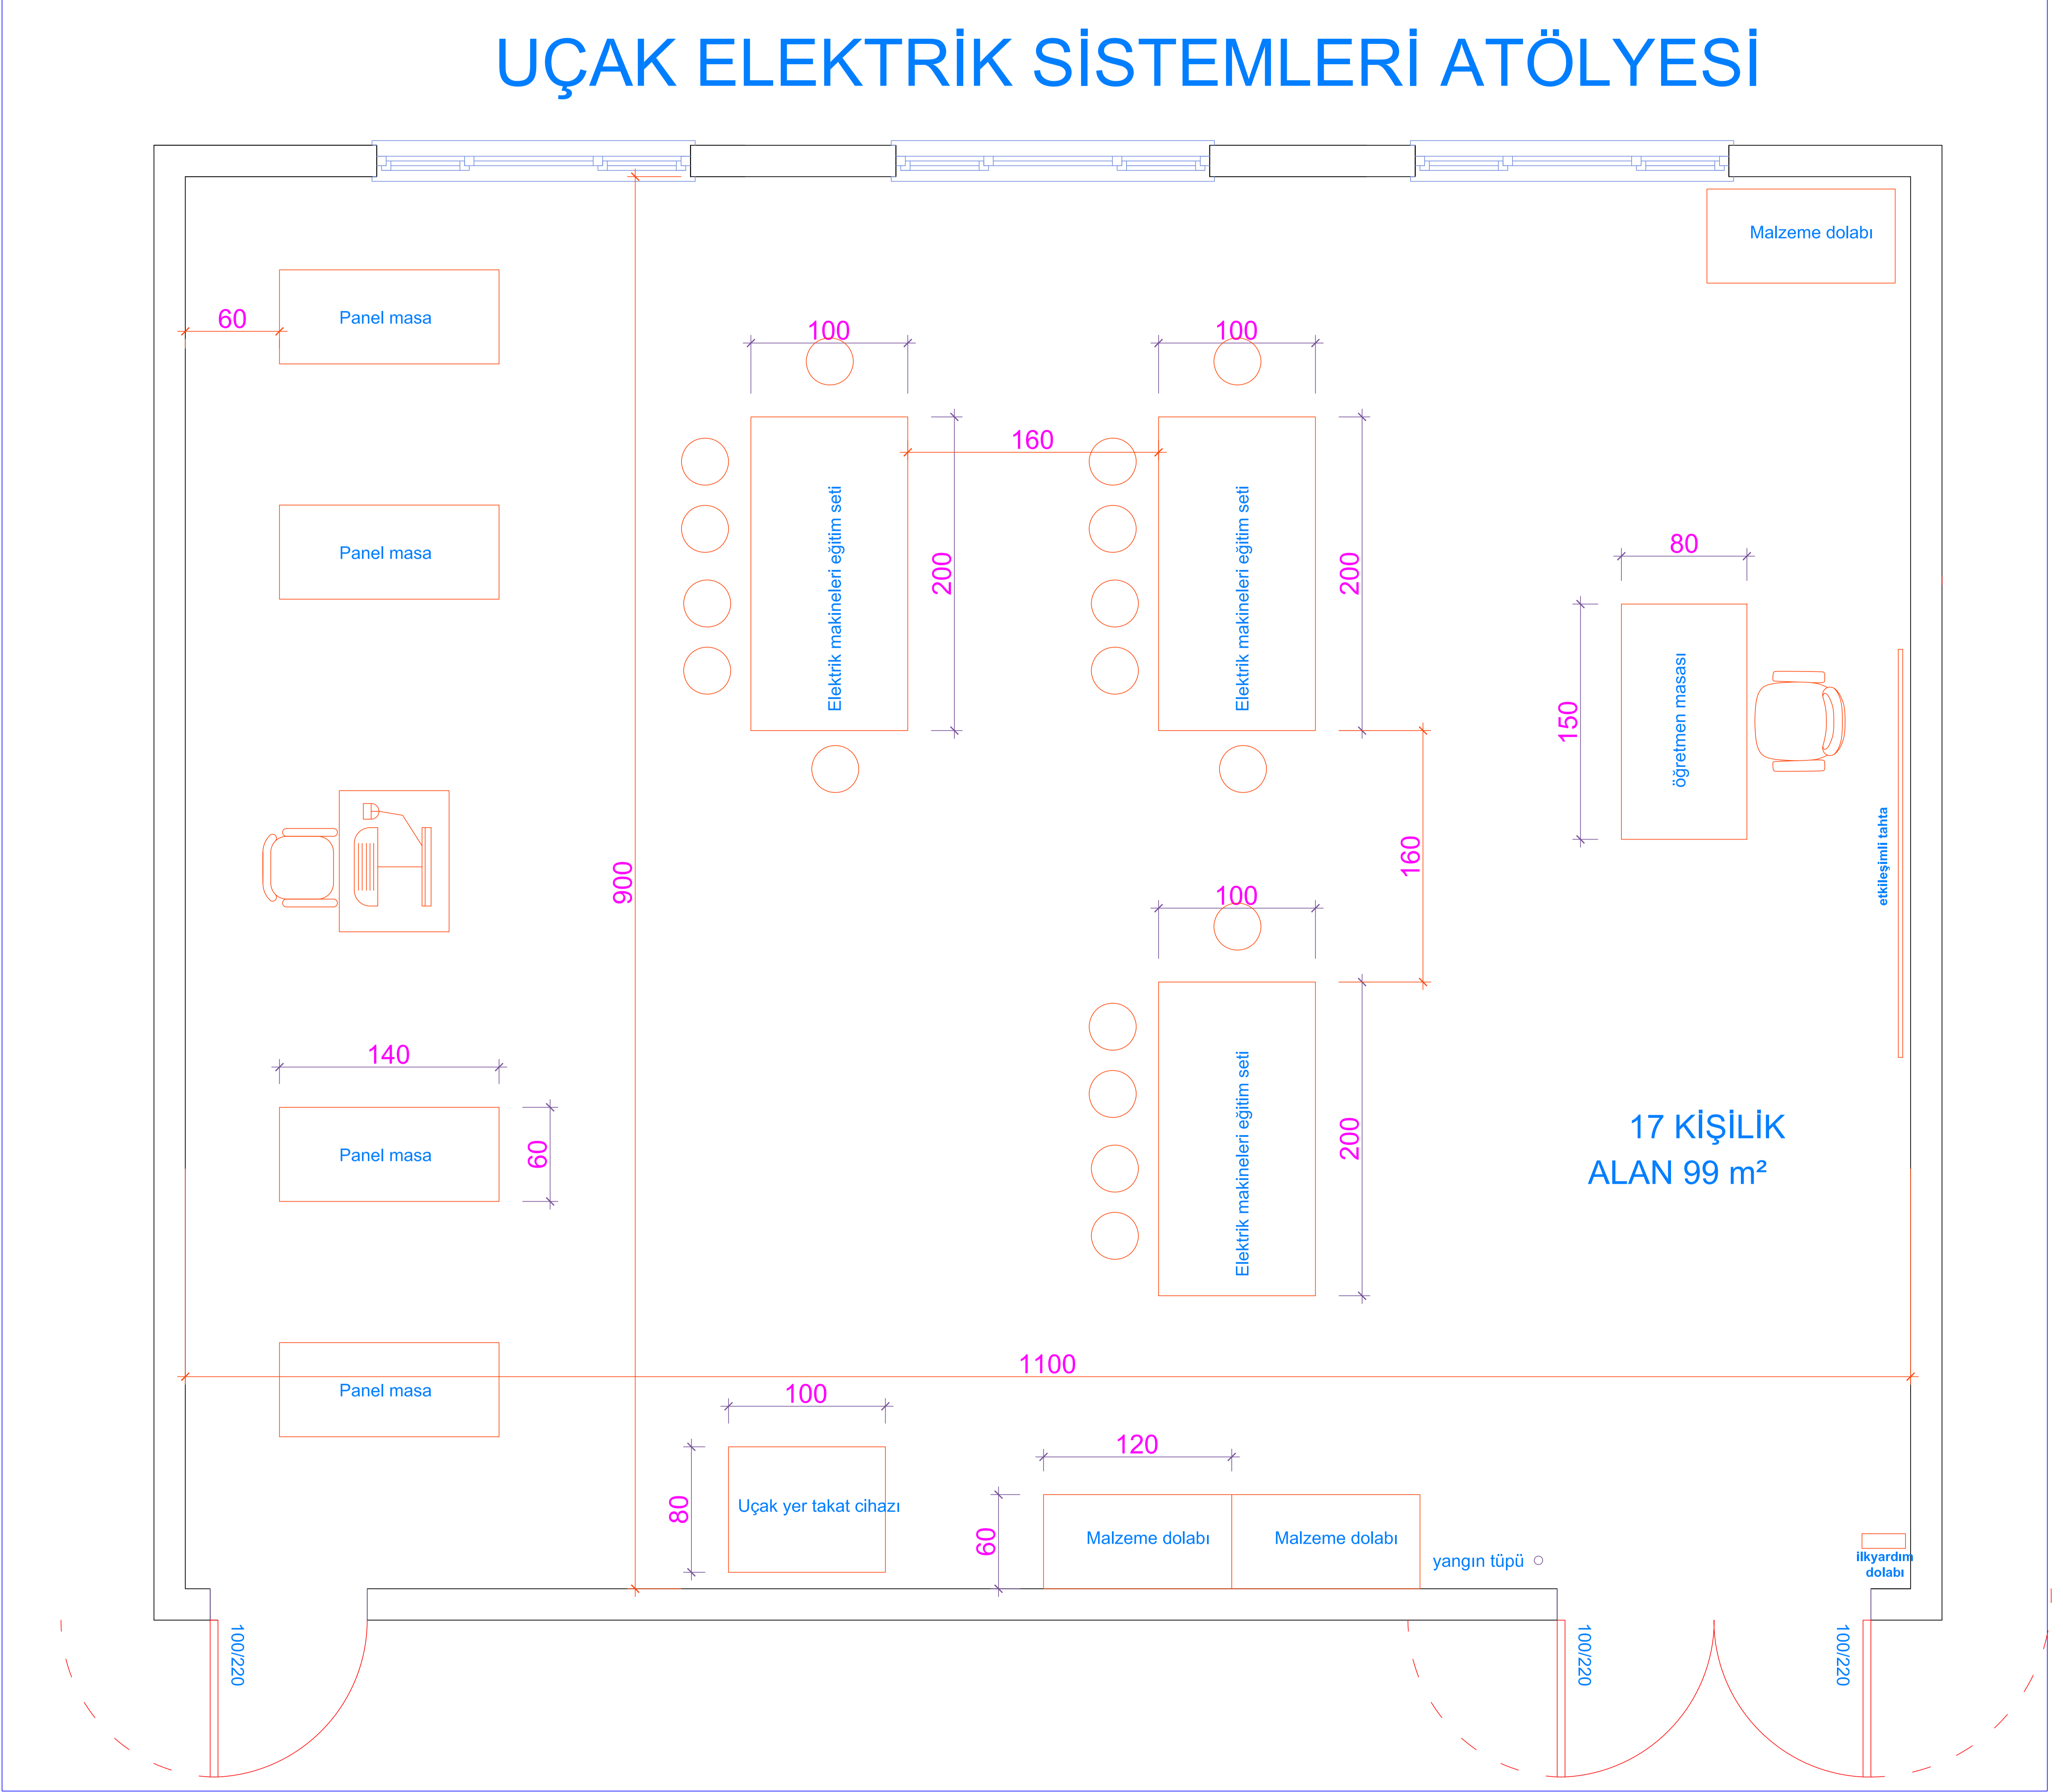 UÇAK ELEKTRİK SİSTEMLERİ ATÖLYESİ
Malzeme dolabı
Panel masa
60
100
100
160
Elektrik makineleri eğitim seti
200
Elektrik makineleri eğitim seti
200
Panel masa
80
150
öğretmen masası
etkileşimli tahta
900
160
100
Elektrik makineleri eğitim seti
200
140
Panel masa
60
17 KİŞİLİK
ALAN 99 m²
1100
Panel masa
100
80
Uçak yer takat cihazı
120
60
Malzeme dolabı
Malzeme dolabı
yangın tüpü
ilkyardım
dolabı
100/220
100/220
100/220